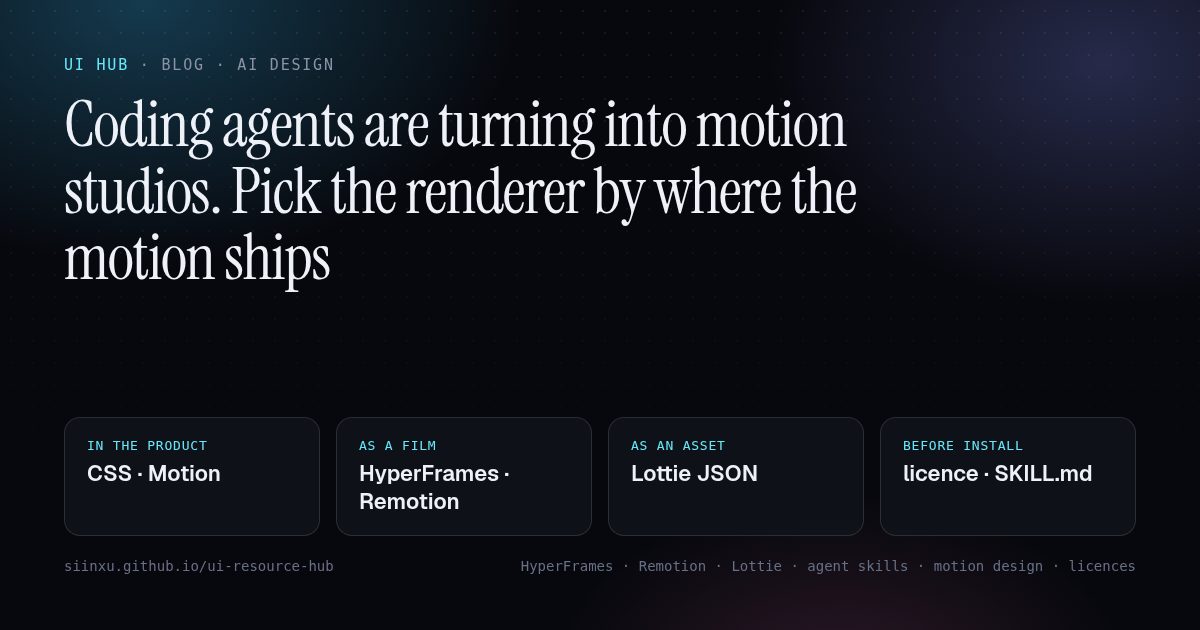 UI HUB · BLOG · AI DESIGN
Coding agents are turning into motion
studios. Pick the renderer by where the
motion ships
IN THE PRODUCT
CSS · Motion
AS A FILM
HyperFrames ·
Remotion
AS AN ASSET
Lottie JSON
BEFORE INSTALL
licence · SKILL.md
siinxu.github.io/ui-resource-hub
HyperFrames · Remotion · Lottie · agent skills · motion design · licences